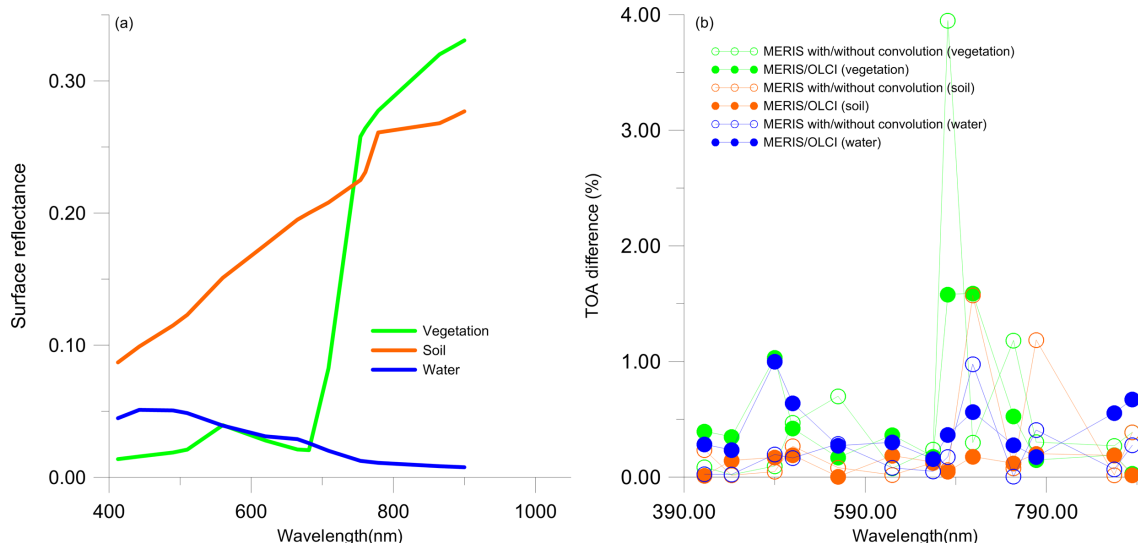 (a)
Surface reflectance
0.30
0.20
0.10
0.00
Vegetation
Soil
Water
400
600
800
1000
Wavelength(nm)
(b)
TOA difference (%)
4.00
3.00
2.00
1.00
0.00
MERIS with/without convolution (vegetation)
MERIS/OLCI (vegetation)
MERIS with/without convolution (soil)
MERIS/OLCI (soil)
MERIS with/without convolution (water)
MERIS/OLCI (water)
390.00
590.00
790.00
Wavelength(nm)